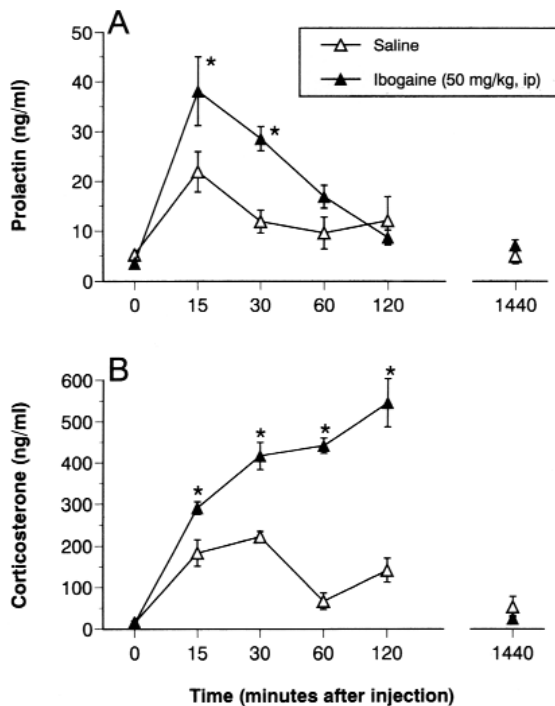 A
Saline
Ibogaine (50 mg/kg, ip)
Prolactin (ng/ml)
50
40
30
20
10
0
*
*
0 15 30 60 120 1440
B
Corticosterone (ng/ml)
600
500
400
300
200
100
0
*
*
*
*
0 15 30 60 120 1440
Time (minutes after injection)